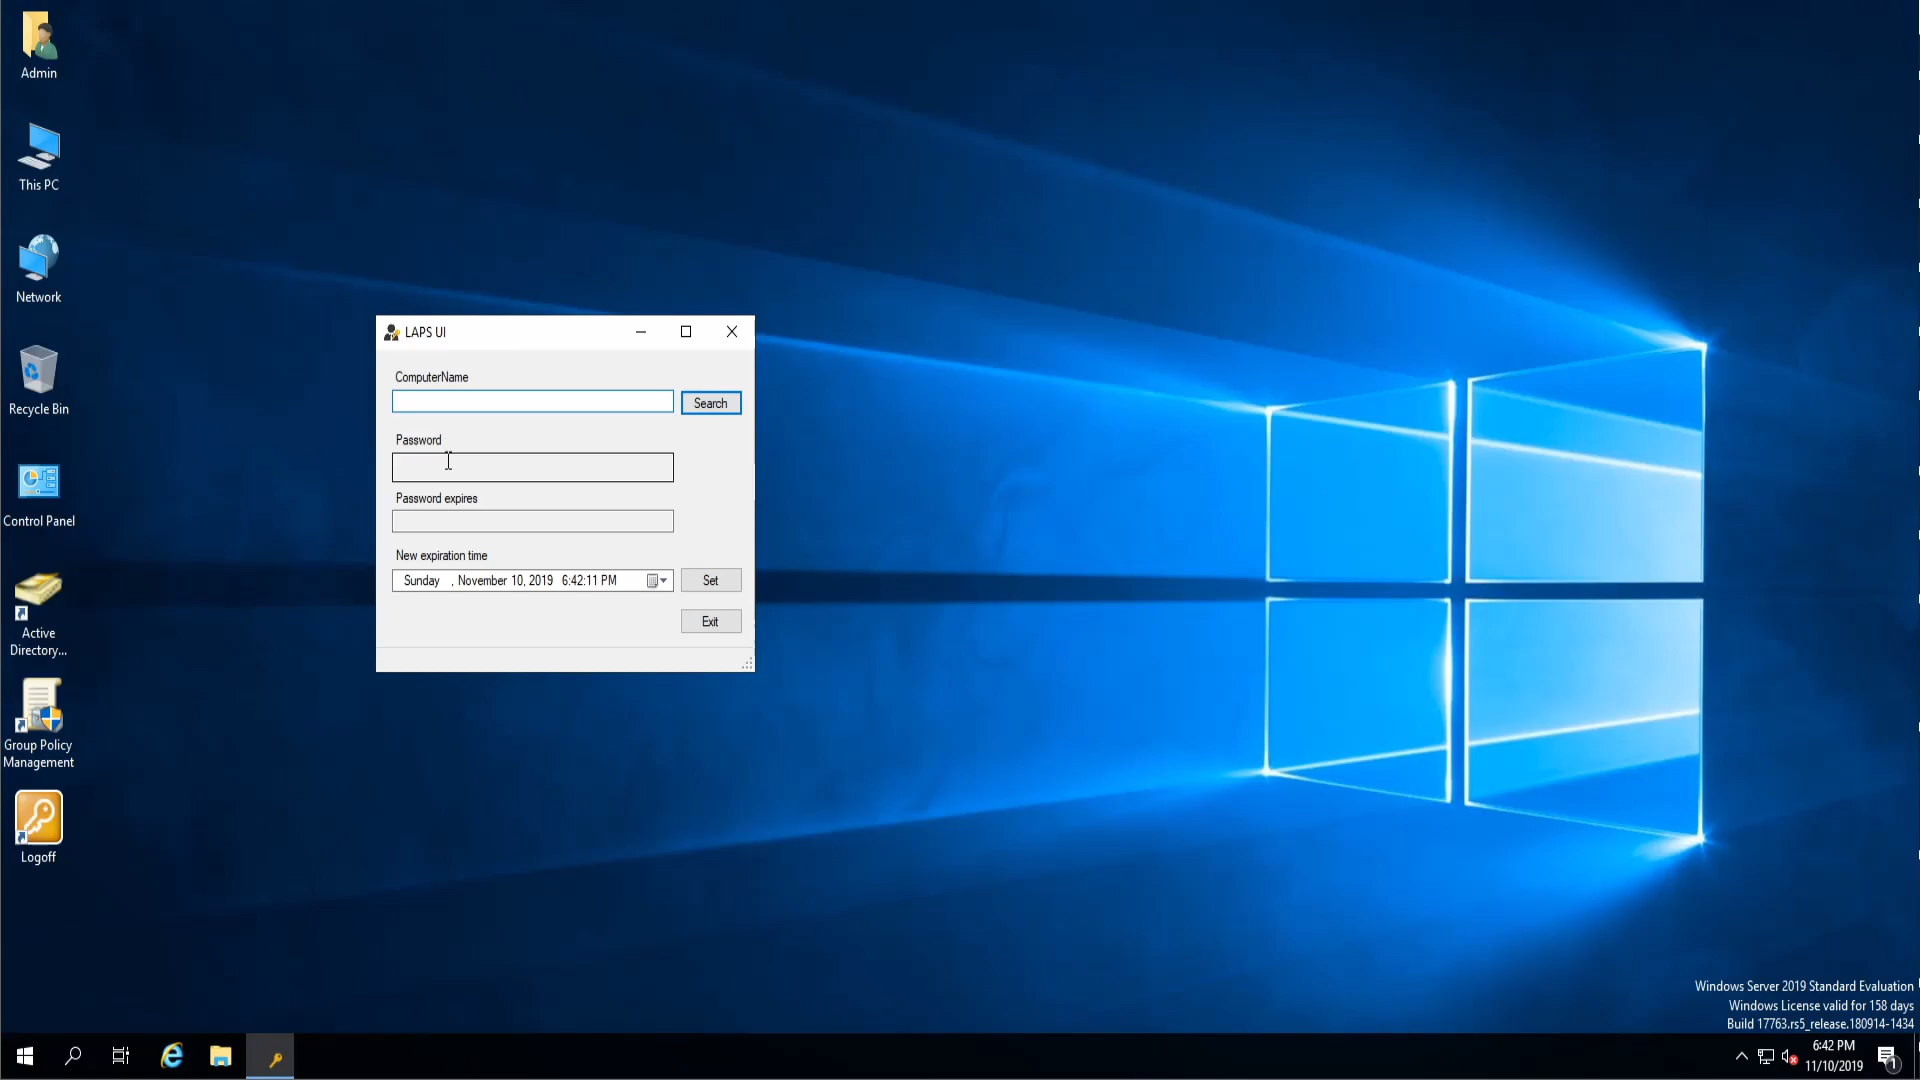 Admin
This PC
Network
Recycle Bin
Control Panel
Active
Directory...
Group Policy
Management
Logoff
LAPS UI
ComputerName
Search
Password
Password expires
New expiration time
Sunday , November 10, 2019 6:42:11 PM
Set
Exit
Windows Server 2019 Standard Evaluation
Windows License valid for 158 days
Build 17763.rs5_release.180914-1434
6:42 PM
11/10/2019
1